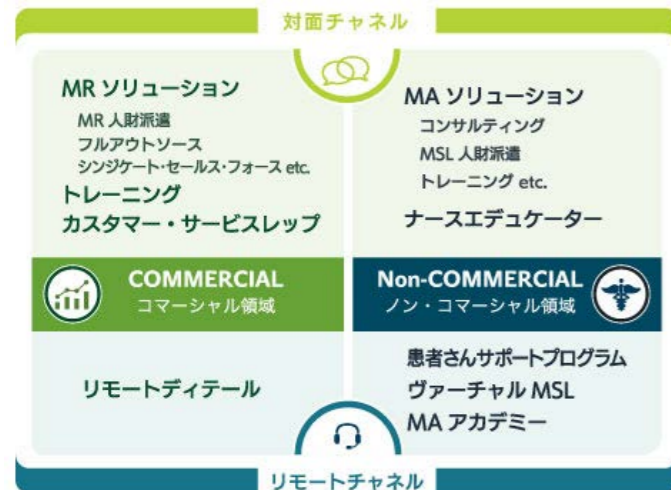 対面チャネル
MR ソリューション
MR 人財派遣
フルアウトソース
シンジケート・セールス・フォース etc.
トレーニング
カスタマー・サービスレップ
MA ソリューション
コンサルティング
MSL 人財派遣
トレーニング etc.
ナースエデュケーター
COMMERCIAL
コマーシャル領域
Non-COMMERCIAL
ノン・コマーシャル領域
リモートディテール
患者さんサポートプログラム
ヴァーチャル MSL
MA アカデミー
リモートチャネル